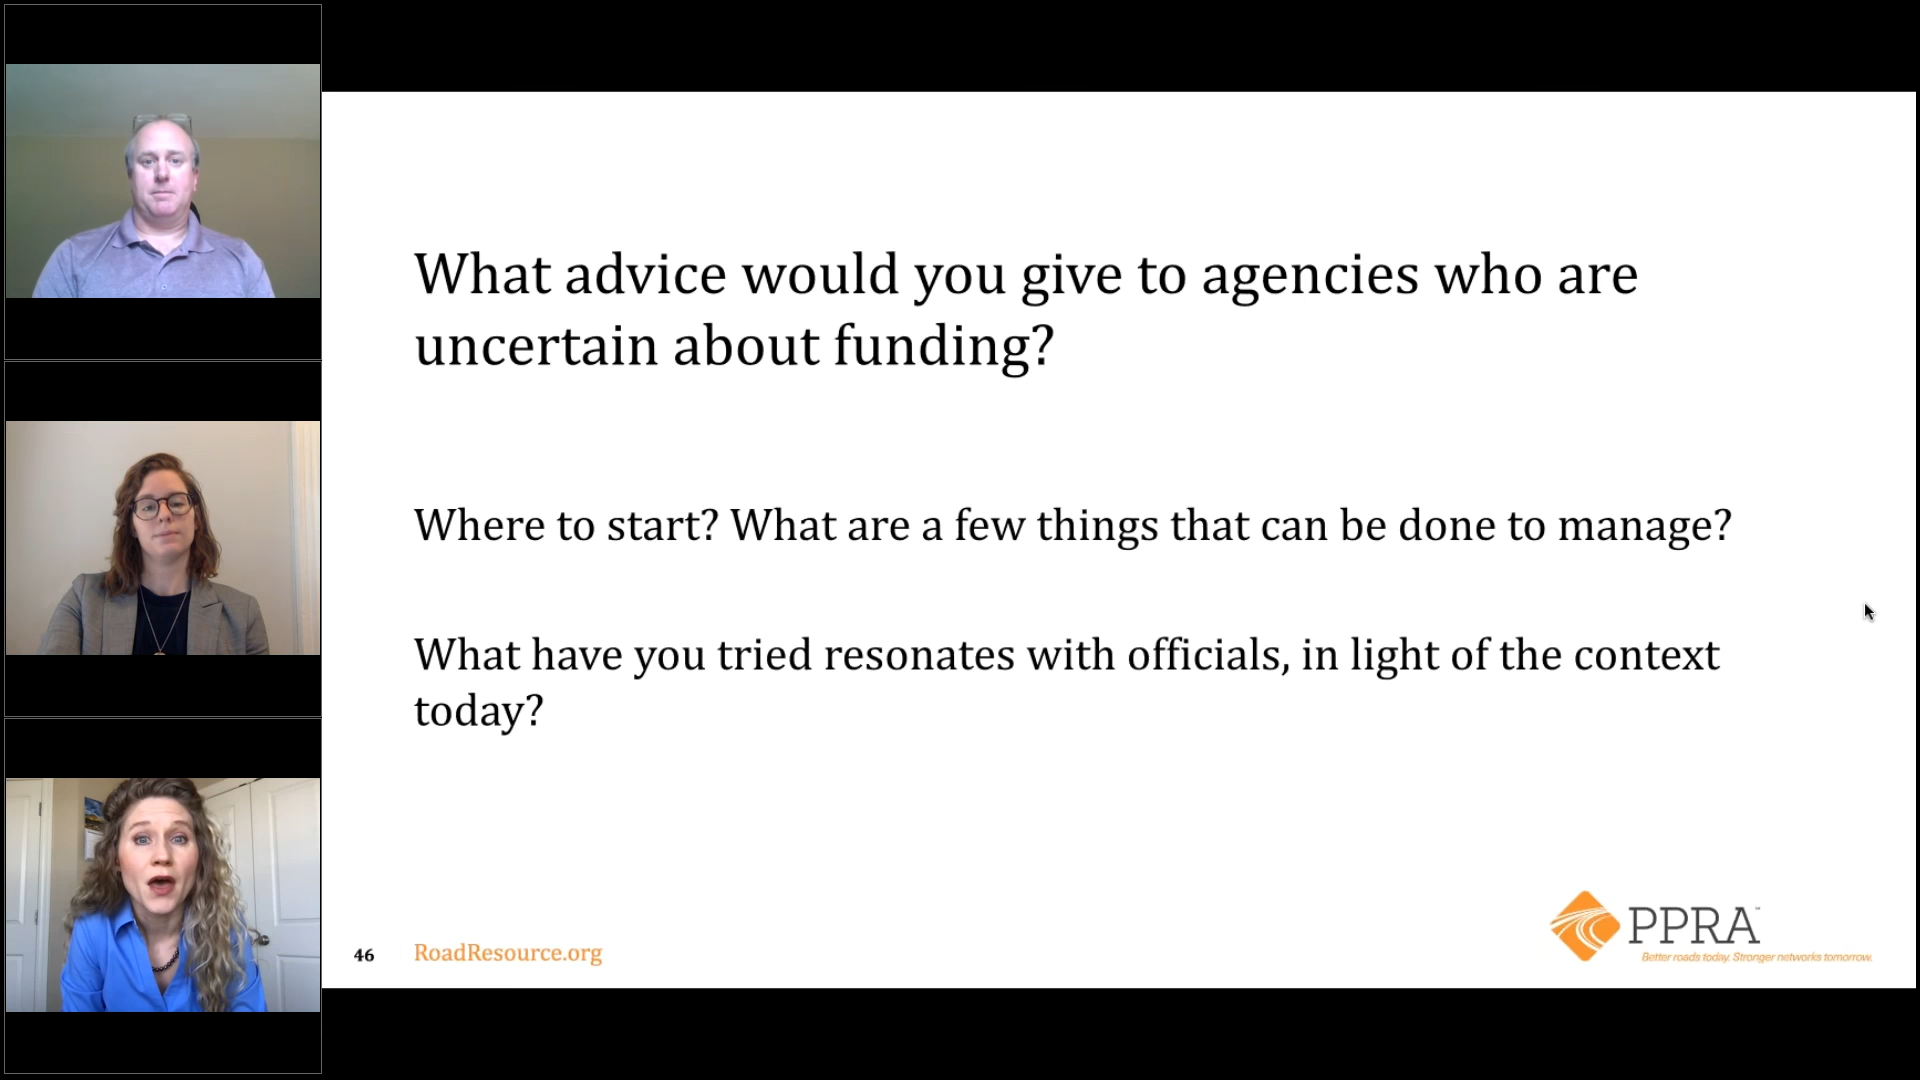 What advice would you give to agencies who are
uncertain about funding?
Where to start? What are a few things that can be done to manage?
What have you tried resonates with officials, in light of the context
today?
46 RoadResource.org
PPRA™
Better roads today. Stronger networks tomorrow.